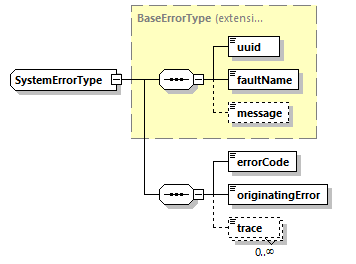 BaseErrorType (extensi...
uuid
SystemErrorType
faultName
message
errorCode
originatingError
trace
0..∞